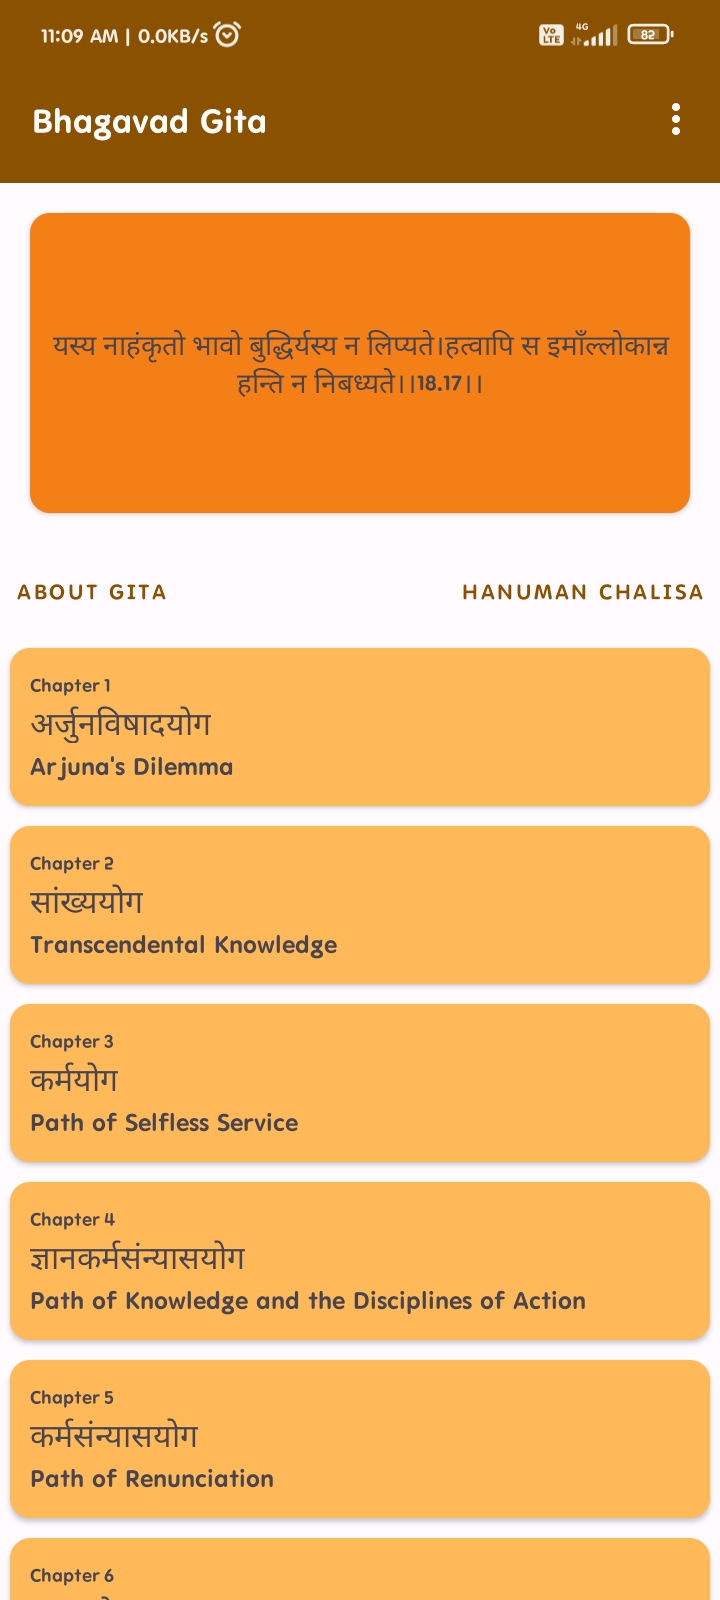 11:09 AM | 0.0KB/s
Vo LTE 4G 82
Bhagavad Gita
यस्य नाहंकृतो भावो बुद्धिर्यस्य न लिप्यते।हत्वापि स इमाँल्लोकान्न
हन्ति न निबध्यते।।18.17।।
ABOUT GITA HANUMAN CHALISA
Chapter 1
अर्जुनविषादयोग
Arjuna's Dilemma
Chapter 2
सांख्ययोग
Transcendental Knowledge
Chapter 3
कर्मयोग
Path of Selfless Service
Chapter 4
ज्ञानकर्मसंन्यासयोग
Path of Knowledge and the Disciplines of Action
Chapter 5
कर्मसंन्यासयोग
Path of Renunciation
Chapter 6